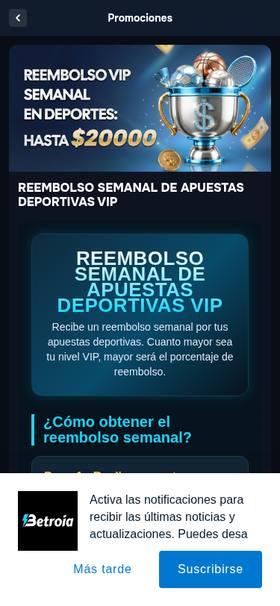 Promociones
REEMBOLSO VIP
SEMANAL
EN DEPORTES:
HASTA $20000
REEMBOLSO SEMANAL DE APUESTAS
DEPORTIVAS VIP
REEMBOLSO
SEMANAL DE
APUESTAS
DEPORTIVAS VIP
Recibe un reembolso semanal por tus
apuestas deportivas. Cuanto mayor sea
tu nivel VIP, mayor será el porcentaje de
reembolso.
¿Cómo obtener el
reembolso semanal?
Betroia
Activa las notificaciones para
recibir las últimas noticias y
actualizaciones. Puedes desa
Más tarde
Suscribirse